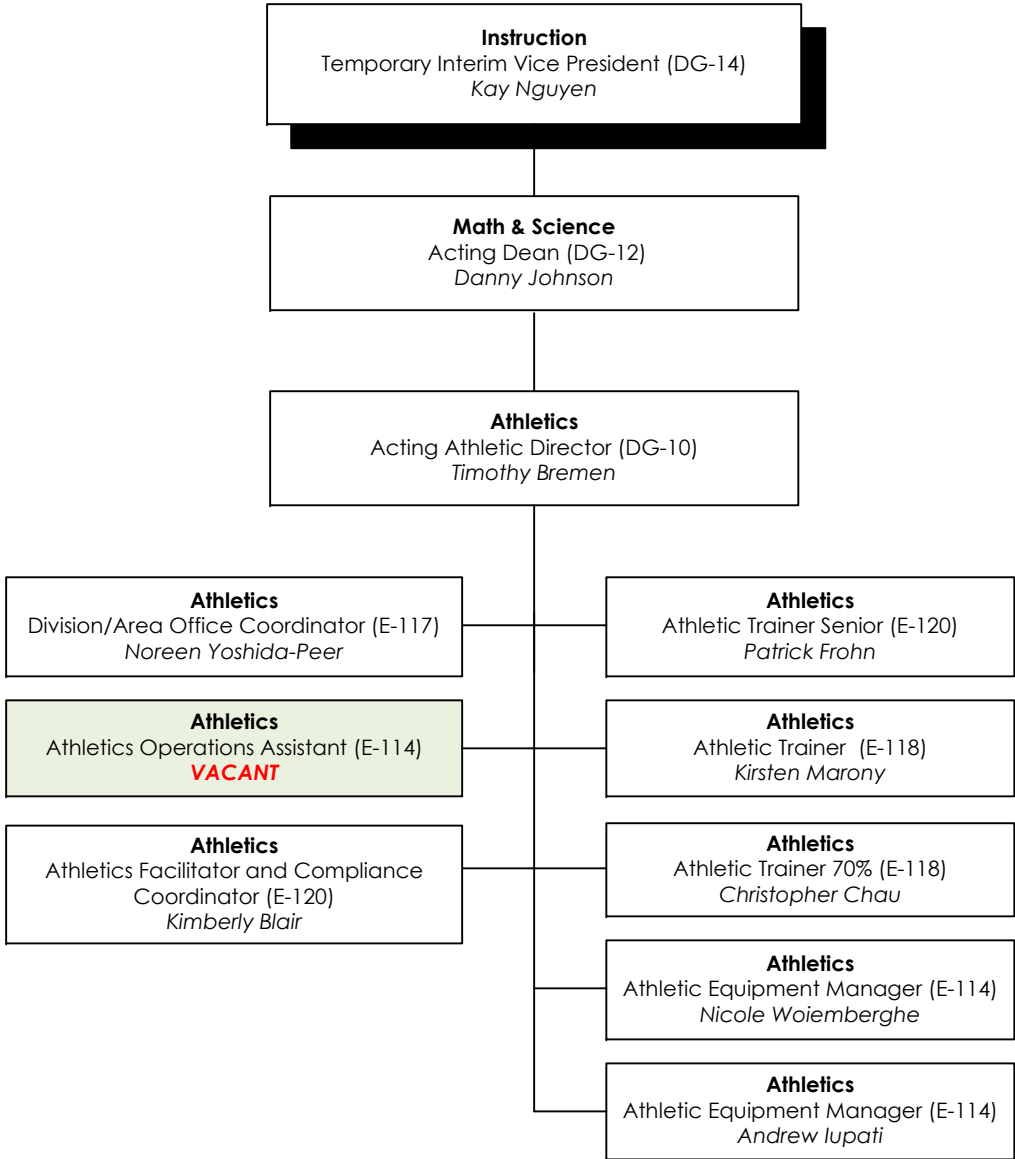 Instruction
Temporary Interim Vice President (DG-14)
Kay Nguyen
Math & Science
Acting Dean (DG-12)
Danny Johnson
Athletics
Acting Athletic Director (DG-10)
Timothy Bremen
Athletics
Division/Area Office Coordinator (E-117)
Noreen Yoshida-Peer
Athletics
Athletic Trainer Senior (E-120)
Patrick Frohn
Athletics
Athletics Operations Assistant (E-114)
VACANT
Athletics
Athletic Trainer (E-118)
Kirsten Marony
Athletics
Athletics Facilitator and Compliance
Coordinator (E-120)
Kimberly Blair
Athletics
Athletic Trainer 70% (E-118)
Christopher Chau
Athletics
Athletic Equipment Manager (E-114)
Nicole Woiemberghe
Athletics
Athletic Equipment Manager (E-114)
Andrew Iupati